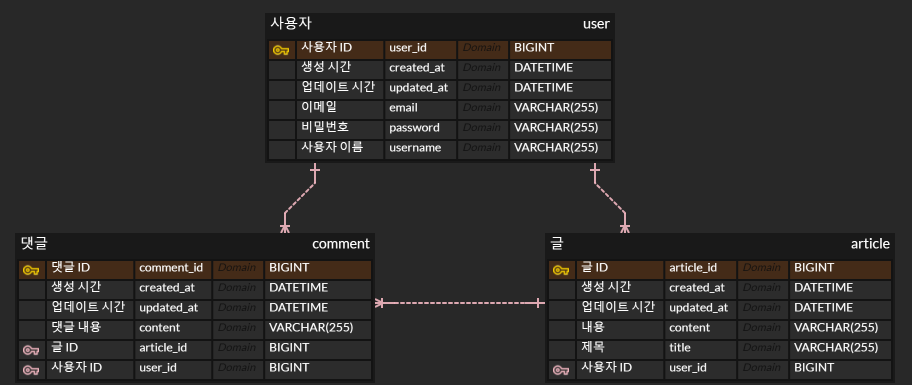 사용자 user
사용자 ID user_id Domain BIGINT
생성 시간 created_at Domain DATETIME
업데이트 시간 updated_at Domain DATETIME
이메일 email Domain VARCHAR(255)
비밀번호 password Domain VARCHAR(255)
사용자 이름 username Domain VARCHAR(255)
댓글 comment
댓글 ID comment_id Domain BIGINT
생성 시간 created_at Domain DATETIME
업데이트 시간 updated_at Domain DATETIME
댓글 내용 content Domain VARCHAR(255)
글 ID article_id Domain BIGINT
사용자 ID user_id Domain BIGINT
글 article
글 ID article_id Domain BIGINT
생성 시간 created_at Domain DATETIME
업데이트 시간 updated_at Domain DATETIME
내용 content Domain VARCHAR(255)
제목 title Domain VARCHAR(255)
사용자 ID user_id Domain BIGINT